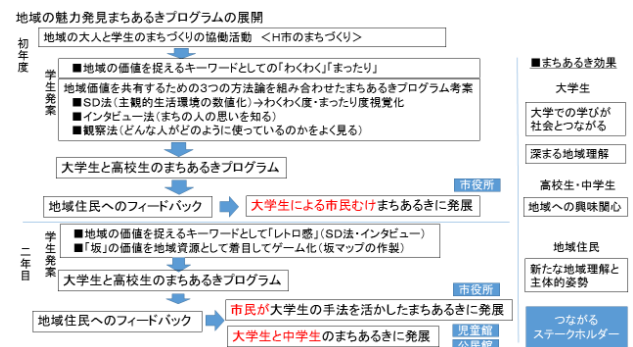 地域の魅力発見まちあるきプログラムの展開
初年度
地域の大人と学生のまちづくりの協働活動 <H市のまちづくり>
学生発案
■地域の価値を捉えるキーワードとしての「わくわく」「まったり」
地域価値を共有するための3つの方法論を組み合わせたまちあるきプログラム考案
■SD法(主観的生活環境の数値化)→わくわく度・まったり度視覚化
■インタビュー法(まちの人の思いを知る)
■観察法(どんな人がどのように使っているのかをよく見る)
大学生と高校生のまちあるきプログラム
市役所
地域住民へのフィードバック
大学生による市民むけまちあるきに発展
二年目
学生発案
■地域の価値を捉えるキーワードとして「レトロ感」(SD法・インタビュー)
■「坂」の価値を地域資源として着目してゲーム化(坂マップの作製)
大学生と高校生のまちあるきプログラム
市役所
地域住民へのフィードバック
市民が大学生の手法を活かしたまちあるきに発展
児童館
大学生と中学生のまちあるきに発展
公民館
■まちあるき効果
大学生
大学での学びが
社会とつながる
深まる地域理解
高校生・中学生
地域への興味関心
地域住民
新たな地域理解と
主体的姿勢
つながる
ステークホルダー